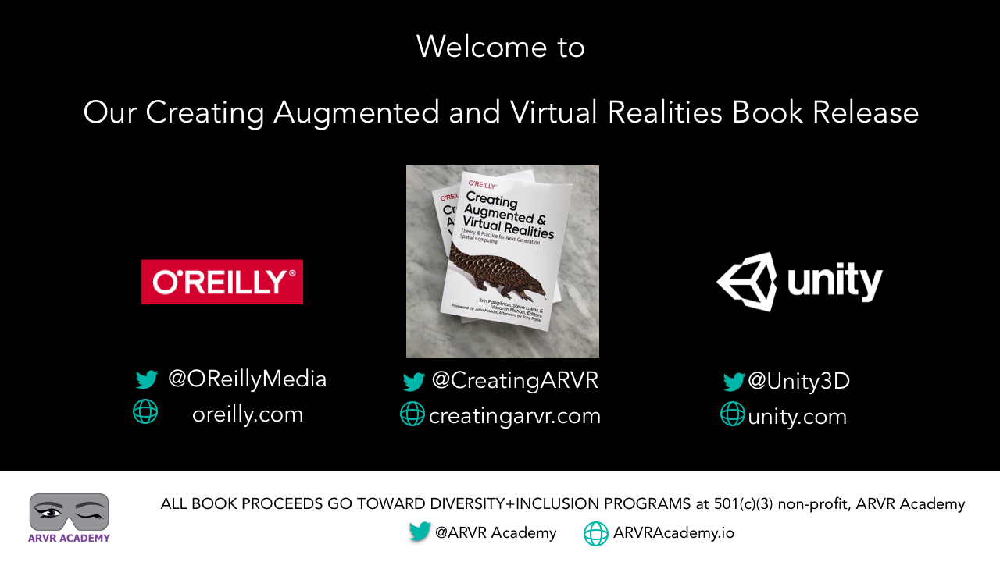 Welcome to
Our Creating Augmented and Virtual Realities Book Release
O'REILLY
O'REILLY
Cr
A
V
Creating
Augmented &
Virtual Realities
Theory & Practice for Next-Generation
Spatial Computing
Erin Pangilinan, Steve Lukas &
Vasanth Mohan, Editors
Foreword by John Maeda, Afterword by Tony Parisi
O'REILLY®
unity
@OReillyMedia
oreilly.com
@CreatingARVR
creatingarvr.com
@Unity3D
unity.com
ARVR ACADEMY
ALL BOOK PROCEEDS GO TOWARD DIVERSITY+INCLUSION PROGRAMS at 501(c)(3) non-profit, ARVR Academy
@ARVR Academy
ARVRAcademy.io